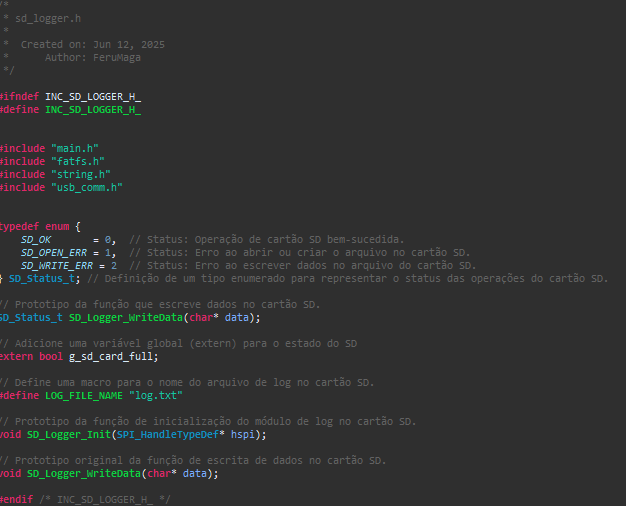 /*
 * sd_logger.h
 *
 *  Created on: Jun 12, 2025
 *      Author: FeruMaga
 */
#ifndef INC_SD_LOGGER_H_
#define INC_SD_LOGGER_H_
#include "main.h"
#include "fatfs.h"
#include "string.h"
#include "usb_comm.h"
typedef enum {
    SD_OK       = 0,  // Status: Operação de cartão SD bem-sucedida.
    SD_OPEN_ERR = 1,  // Status: Erro ao abrir ou criar o arquivo no cartão SD.
    SD_WRITE_ERR = 2  // Status: Erro ao escrever dados no arquivo do cartão SD.
} SD_Status_t; // Definição de um tipo enumerado para representar o status das operações do cartão SD.
// Prototipo da função que escreve dados no cartão SD.
SD_Status_t SD_Logger_WriteData(char* data);
// Adicione uma variável global (extern) para o estado do SD
extern bool g_sd_card_full;
// Define uma macro para o nome do arquivo de log no cartão SD.
#define LOG_FILE_NAME "log.txt"
// Prototipo da função de inicialização do módulo de log no cartão SD.
void SD_Logger_Init(SPI_HandleTypeDef* hspi);
// Prototipo original da função de escrita de dados no cartão SD.
void SD_Logger_WriteData(char* data);
#endif /* INC_SD_LOGGER_H_ */